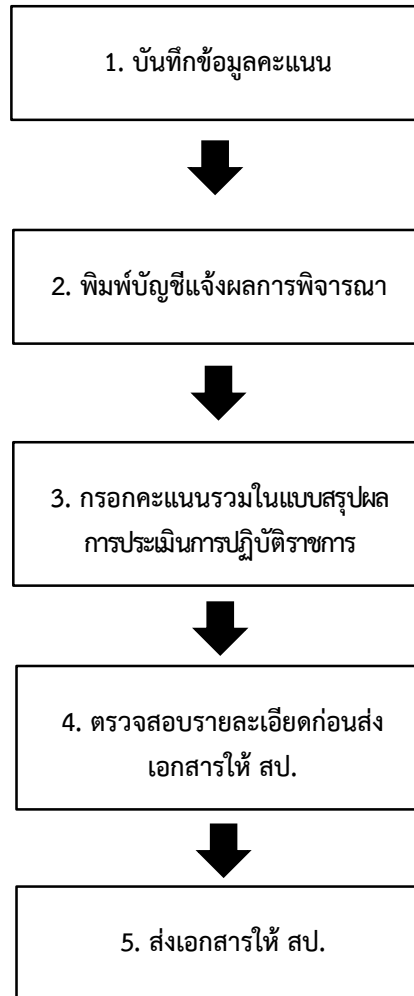 1. บันทึกข้อมูลคะแนน
2. พิมพ์บัญชีแจ้งผลการพิจารณา
3. กรอกคะแนนรวมในแบบสรุปผล
การประเมินการปฏิบัติราชการ
4. ตรวจสอบรายละเอียดก่อนส่ง
เอกสารให้ สป.
5. ส่งเอกสารให้ สป.